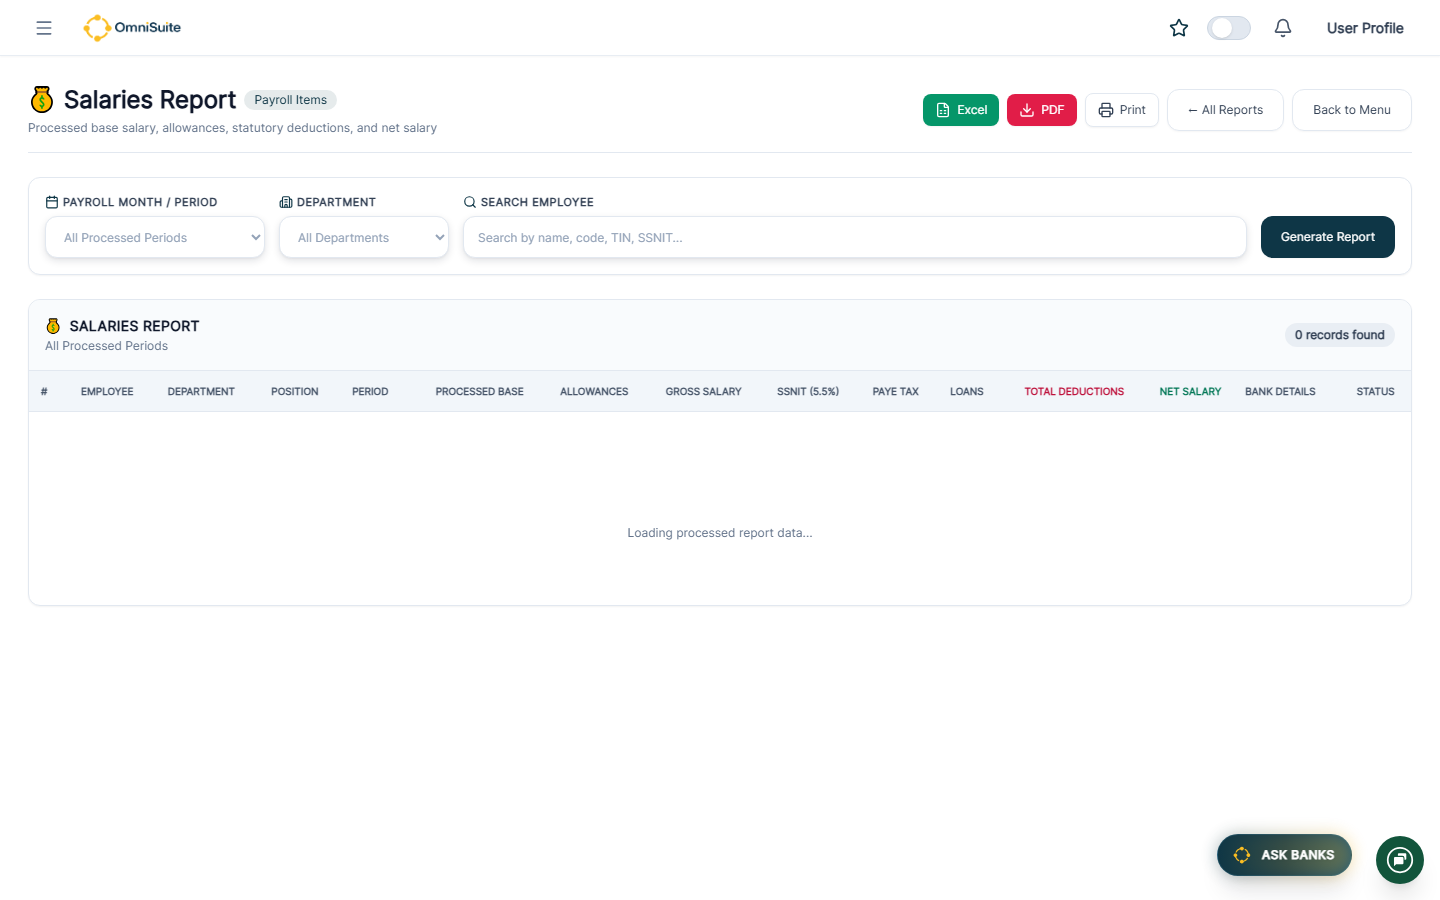 OmniSuite
User Profile
Salaries Report
Payroll Items
Processed base salary, allowances, statutory deductions, and net salary
Excel
PDF
Print
← All Reports
Back to Menu
PAYROLL MONTH / PERIOD
DEPARTMENT
SEARCH EMPLOYEE
All Processed Periods
All Departments
Search by name, code, TIN, SSNIT...
Generate Report
SALARIES REPORT
All Processed Periods
0 records found
# EMPLOYEE DEPARTMENT POSITION PERIOD PROCESSED BASE ALLOWANCES GROSS SALARY SSNIT (5.5%) PAYE TAX LOANS TOTAL DEDUCTIONS NET SALARY BANK DETAILS STATUS
Loading processed report data...
ASK BANKS